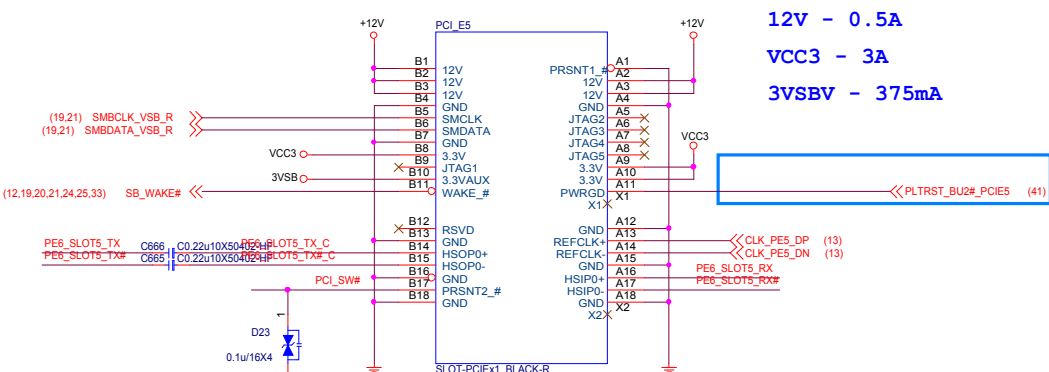 12V - 0.5A
VCC3 - 3A
3VSBV - 375mA
+12V
PCI_E5
+12V
B1 12V
B2 12V
B3 12V
B4 GND
B5 SMCLK
B6 SMDATA
B7 GND
B8 3.3V
B9 JTAG1
B10 3.3VAUX
B11 WAKE_#
B12 RSVD
B13 GND
B14 HSOP0+
B15 HSOP0-
B16 GND
B17 PRSNT2_#
B18 GND
PRSNT1_# A1
12V A2
12V A3
GND A4
JTAG2 A5
JTAG3 A6
JTAG4 A7
JTAG5 A8
3.3V A9
3.3V A10
PWRGD A11
X1 X1
GND A12
REFCLK+ A13
REFCLK- A14
GND A15
HSIP0+ A16
HSIP0- A17
GND A18
X2 X2
(19,21) SMBCLK_VSB_R
(19,21) SMBDATA_VSB_R
VCC3
3VSB
(12,19,20,21,24,25,33) SB_WAKE#
VCC3
PLTRST_BU2#_PCIE5 (41)
PE6_SLOT5_TX C666 C0.22u10X50402-HF PE6_SLOT5_TX_C
PE6_SLOT5_TX# C665 C0.22u10X50402-HF PE6_SLOT5_TX#_C
CLK_PE5_DP (13)
CLK_PE5_DN (13)
PE6_SLOT5_RX
PE6_SLOT5_RX#
PCI_SW#
1
D23
0.1u/16X4
SLOT-PCIEx1_BLACK-R